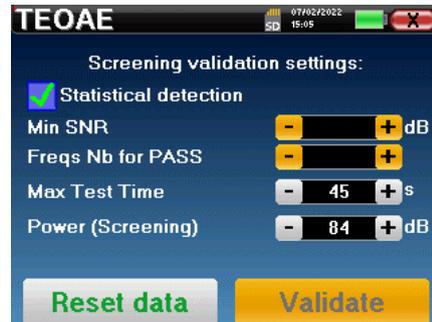 TEOAE SD 07/02/2022 X
15:05
Screening validation settings:
Statistical detection
Min SNR - + dB
Freqs Nb for PASS - +
Max Test Time - 45 + s
Power (Screening) - 84 + dB
Reset data Validate